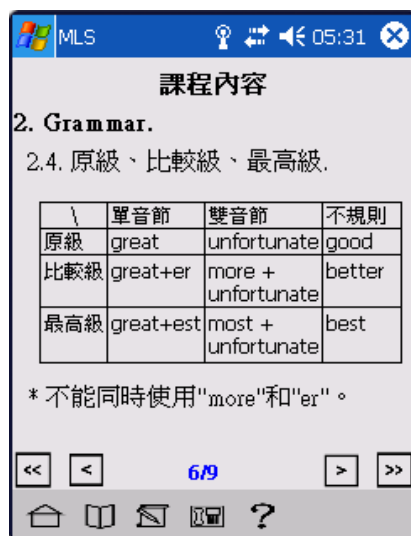 MLS 05:31
課程內容
2. Grammar.
2.4. 原級、比較級、最高級.
\ 單音節 雙音節 不規則
原級 great unfortunate good
比較級 great+er more + better
unfortunate
最高級 great+est most + best
unfortunate
* 不能同時使用"more"和"er"。
<< < 6/9 > >>
?